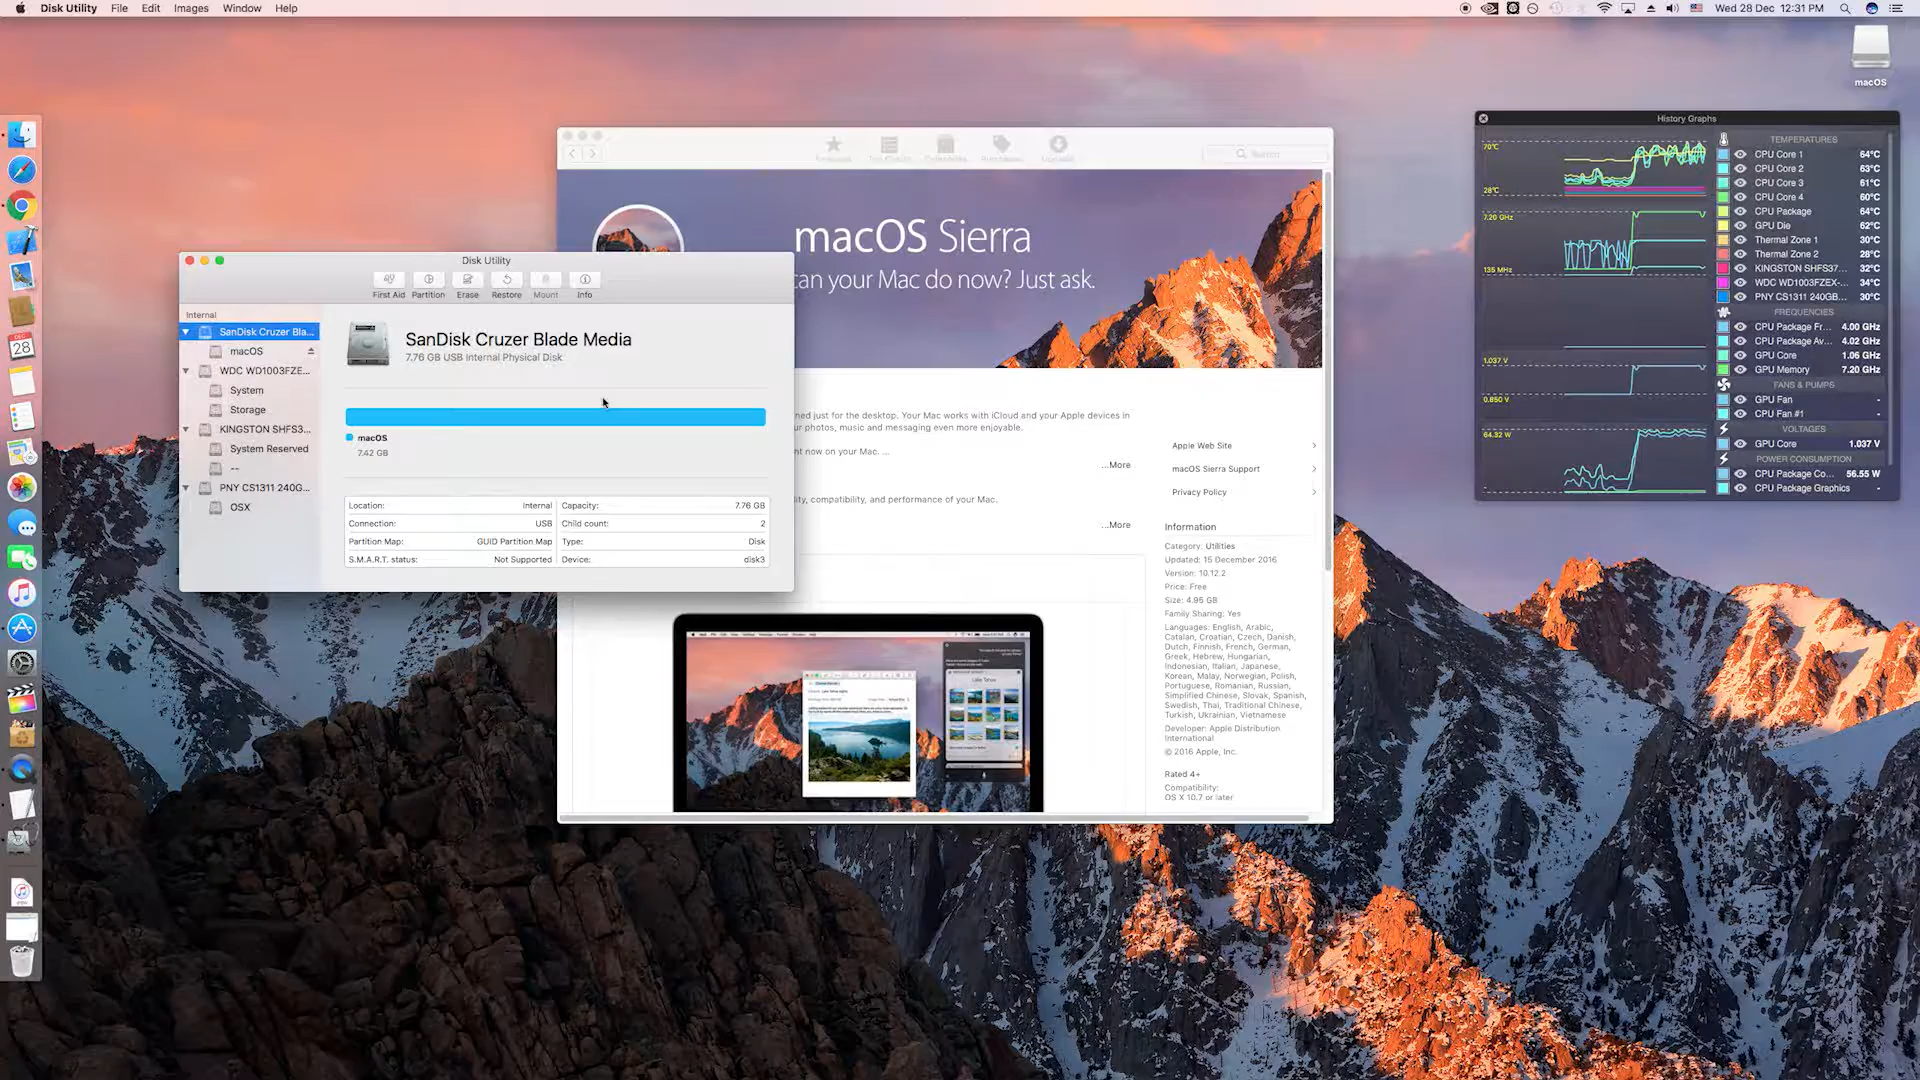 Disk Utility File Edit Images Window Help
Wed 28 Dec 12:31 PM
macOS
Disk Utility
First Aid Partition Erase Restore Mount Info
Internal
SanDisk Cruzer Bla...
macOS
WDC WD1003FZE...
System
Storage
KINGSTON SHFS3...
System Reserved
--
PNY CS1311 240G...
OSX
SanDisk Cruzer Blade Media
7.76 GB USB Internal Physical Disk
macOS
7.42 GB
Location: Internal Capacity: 7.76 GB
Connection: USB Child count: 2
Partition Map: GUID Partition Map Type: Disk
S.M.A.R.T. status: Not Supported Device: disk3
macOS Sierra
can your Mac do now? Just ask.
ned just for the desktop. Your Mac works with iCloud and your Apple devices in
ur photos, music and messaging even more enjoyable.
nt now on your Mac. ...
...More
lity, compatibility, and performance of your Mac.
...More
Apple Web Site
macOS Sierra Support
Privacy Policy
Information
Category: Utilities
Updated: 15 December 2016
Version: 10.12.2
Price: Free
Size: 4.95 GB
Family Sharing: Yes
Languages: English, Arabic,
Catalan, Croatian, Czech, Danish,
Dutch, Finnish, French, German,
Greek, Hebrew, Hungarian,
Indonesian, Italian, Japanese,
Korean, Malay, Norwegian, Polish,
Portuguese, Romanian, Russian,
Simplified Chinese, Slovak, Spanish,
Swedish, Thai, Traditional Chinese,
Turkish, Ukrainian, Vietnamese
Developer: Apple Distribution
International
© 2016 Apple, Inc.
Rated 4+
Compatibility:
OS X 10.7 or later
History Graphs
70°C
28°C
7.20 GHz
135 MHz
1.037 V
0.850 V
64.32 W
TEMPERATURES
CPU Core 1 64°C
CPU Core 2 63°C
CPU Core 3 61°C
CPU Core 4 60°C
CPU Package 64°C
GPU Die 62°C
Thermal Zone 1 30°C
Thermal Zone 2 28°C
KINGSTON SHFS37... 32°C
WDC WD1003FZEX-... 34°C
PNY CS1311 240GB... 30°C
FREQUENCIES
CPU Package Fr... 4.00 GHz
CPU Package Av... 4.02 GHz
GPU Core 1.06 GHz
GPU Memory 7.20 GHz
FANS & PUMPS
GPU Fan -
CPU Fan #1 -
VOLTAGES
GPU Core 1.037 V
POWER CONSUMPTION
CPU Package Co... 56.55 W
CPU Package Graphics -
28